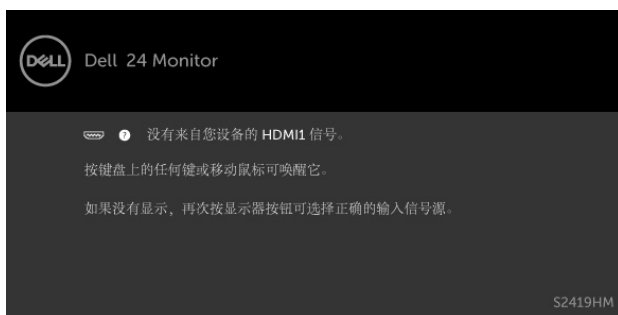 DELL
Dell 24 Monitor
? 没有来自您设备的 HDMI1 信号。
按键盘上的任何键或移动鼠标可唤醒它。
如果没有显示，再次按显示器按钮可选择正确的输入信号源。
S2419HM